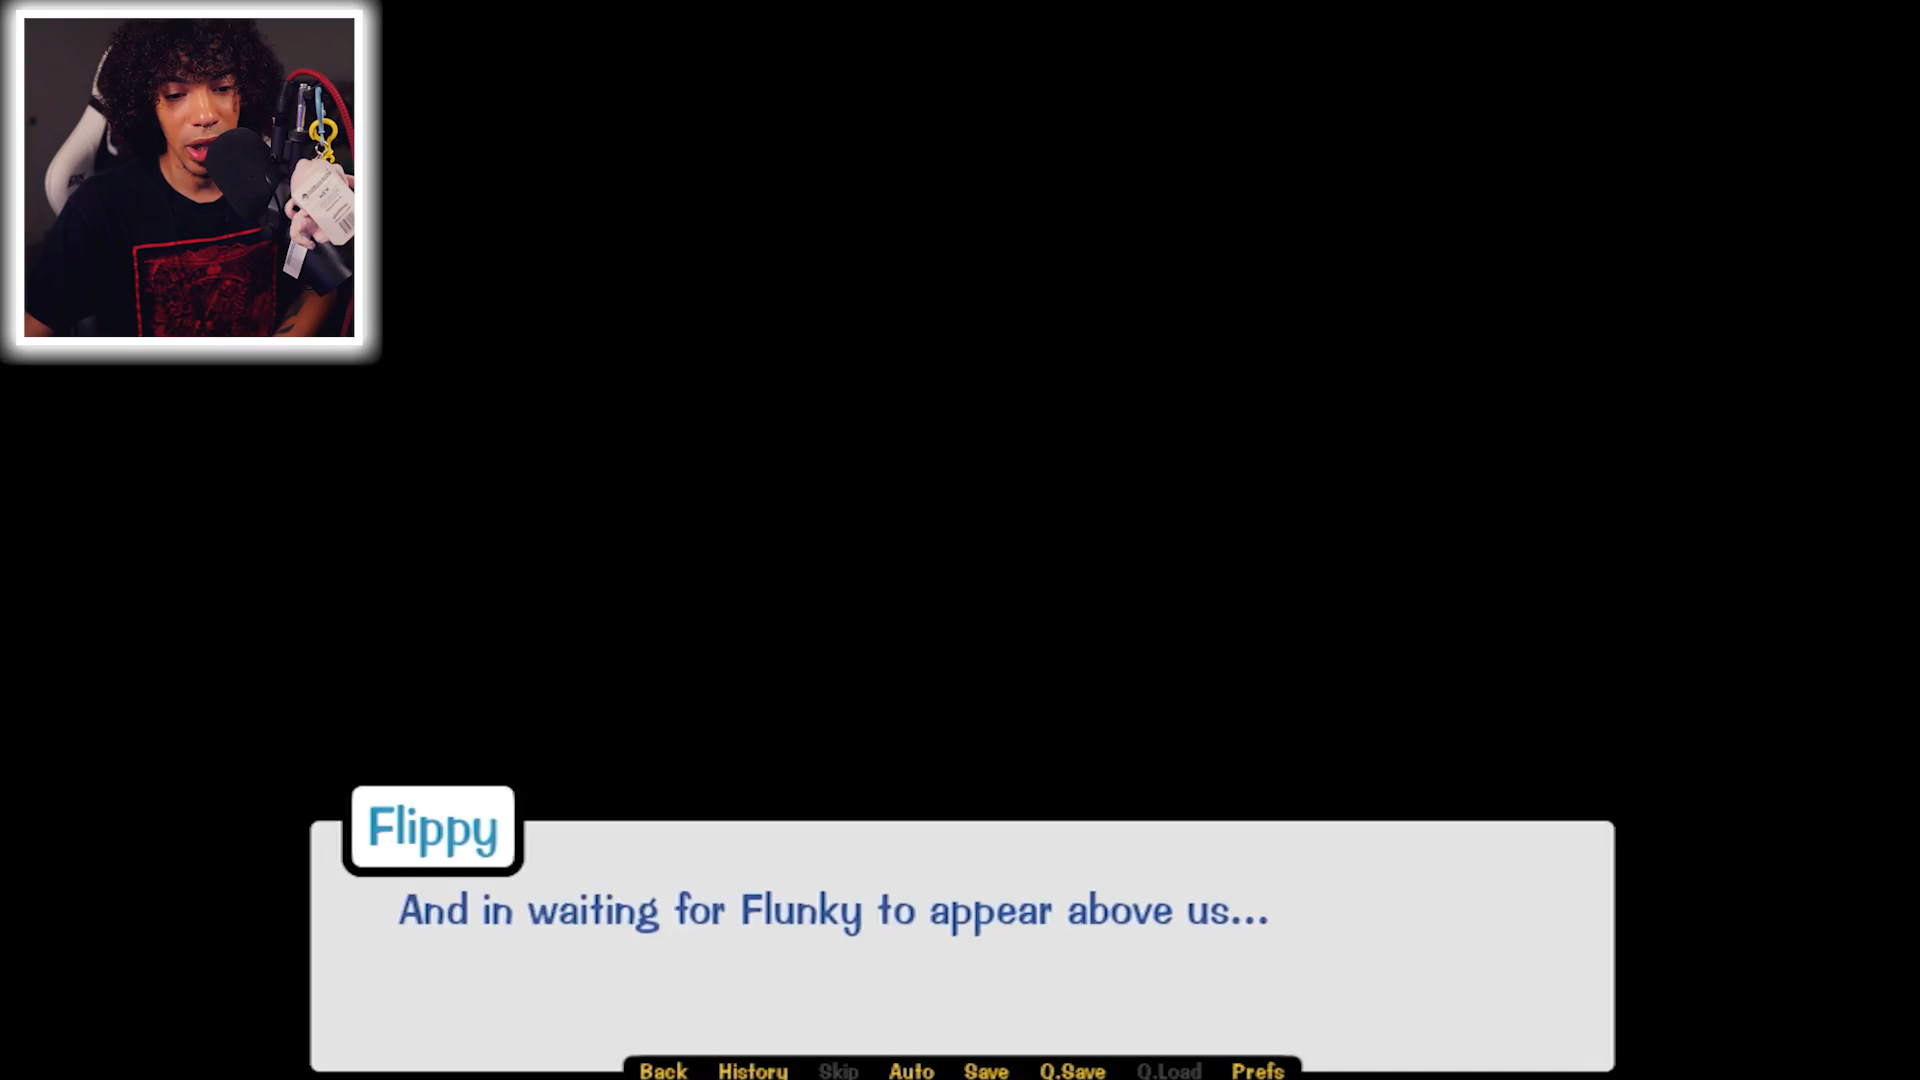 Flippy
And in waiting for Flunky to appear above us...
Back History Skip Auto Save Q.Save Q.Load Prefs